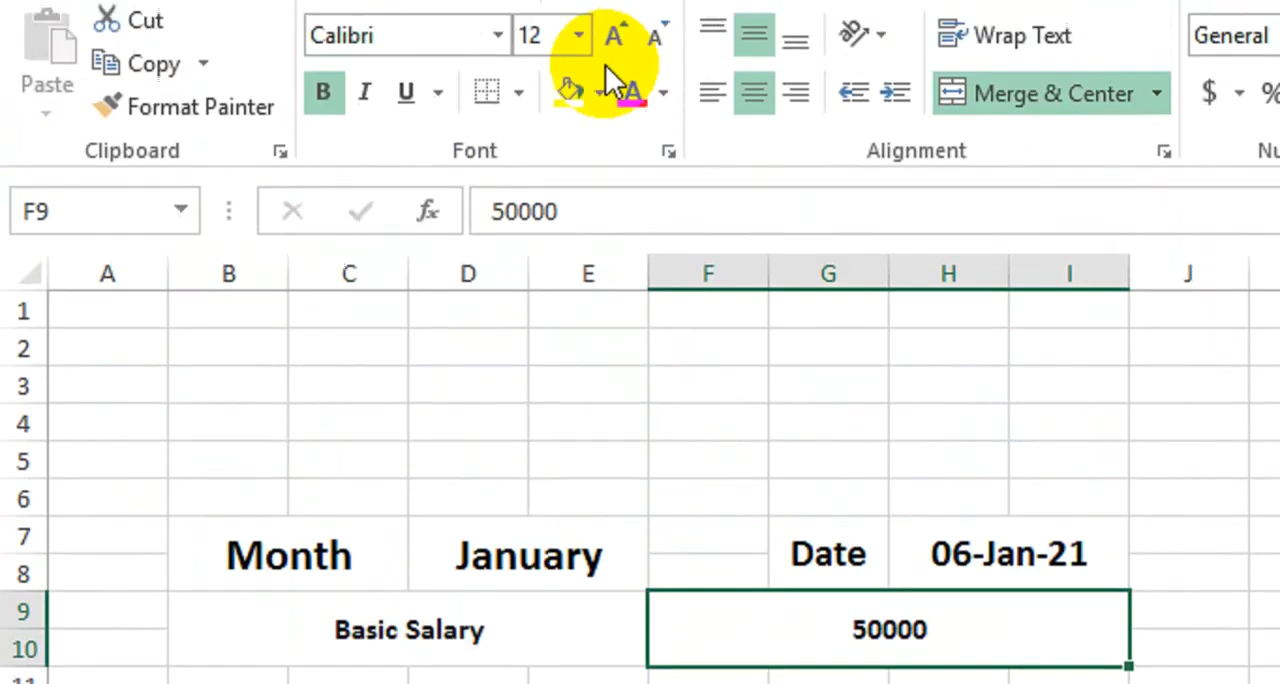 Cut
Calibri 12 A A Wrap Text General
Paste Copy
B I U A Merge & Center $ %
Format Painter
Clipboard Font Alignment
F9 fx 50000
A B C D E F G H I J
1
2
3
4
5
6
7
Month January Date 06-Jan-21
8
9
Basic Salary 50000
10